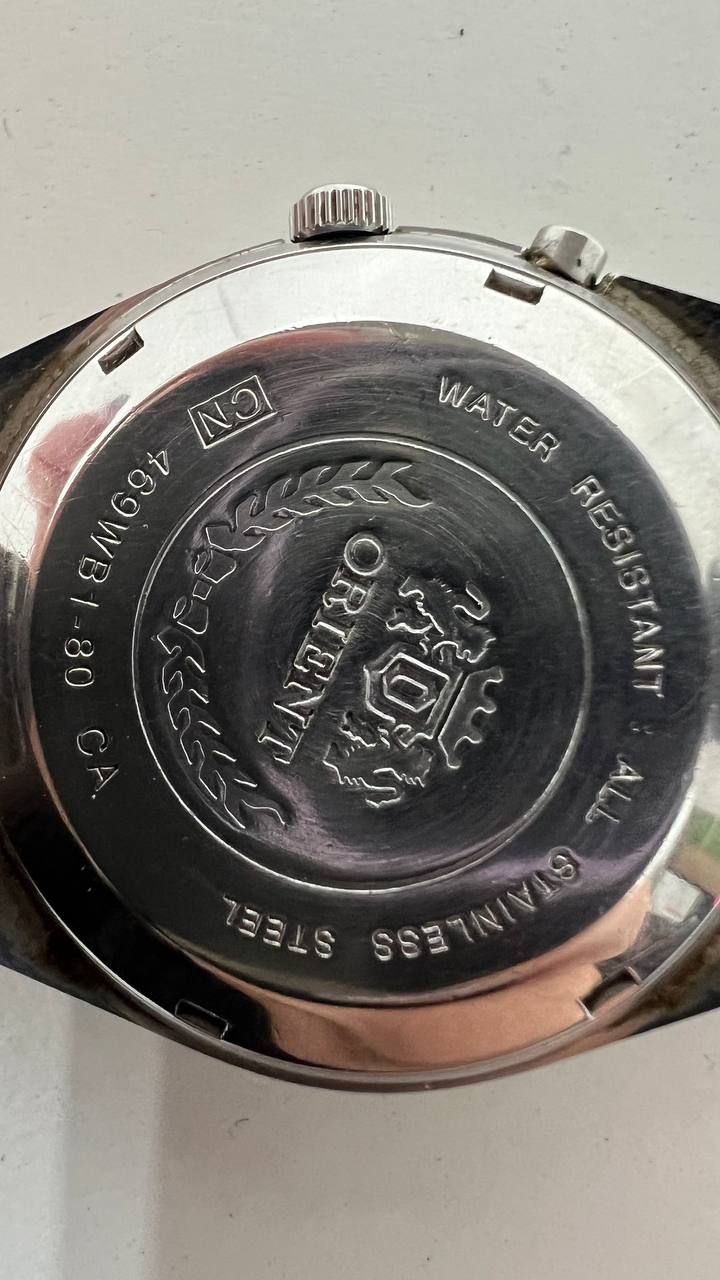 WATER RESISTANT : ALL STAINLESS STEEL
CN 469WB1-80 CA
ORIENT